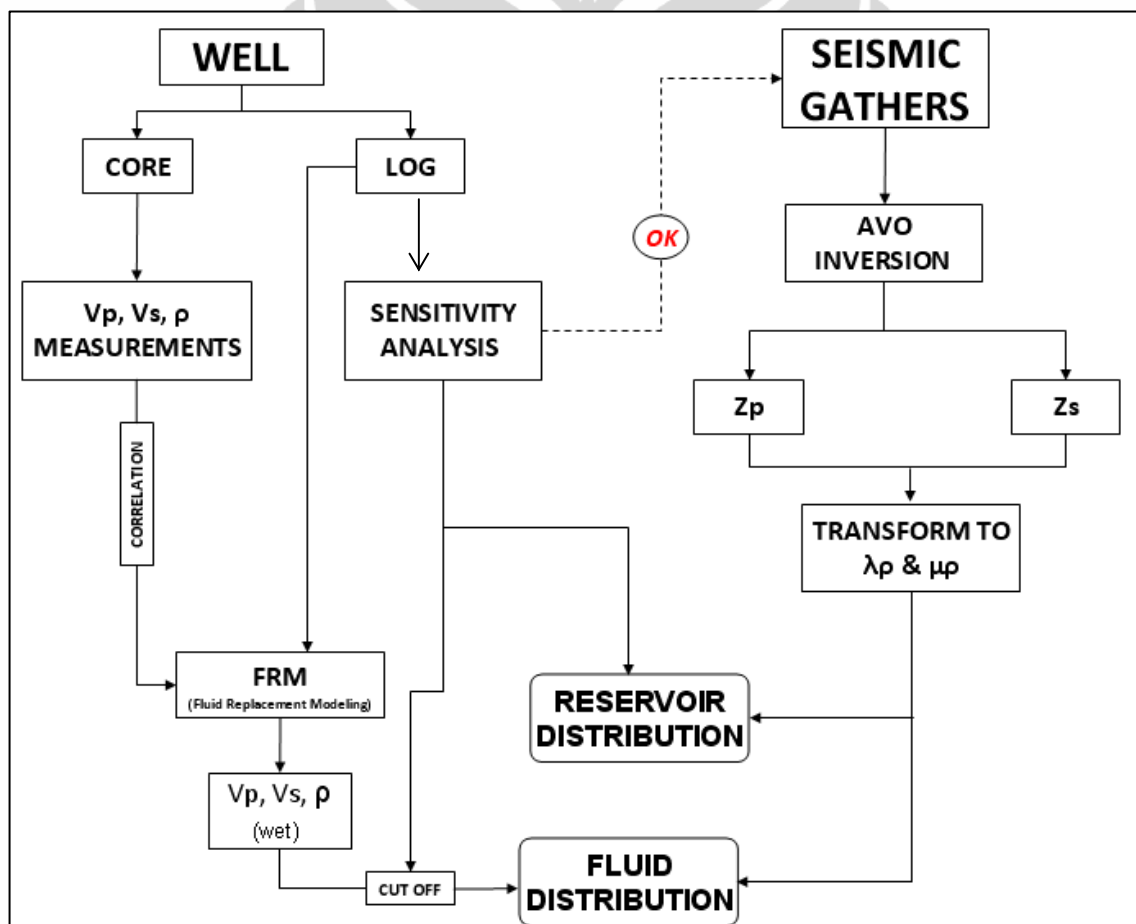 WELL
SEISMIC
GATHERS
CORE
LOG
OK
AVO
INVERSION
Vp, Vs, ρ
MEASUREMENTS
SENSITIVITY
ANALYSIS
Zp
Zs
CORRELATION
TRANSFORM TO
λρ & μρ
FRM
(Fluid Replacement Modeling)
RESERVOIR
DISTRIBUTION
Vp, Vs, ρ
(wet)
CUT OFF
FLUID
DISTRIBUTION